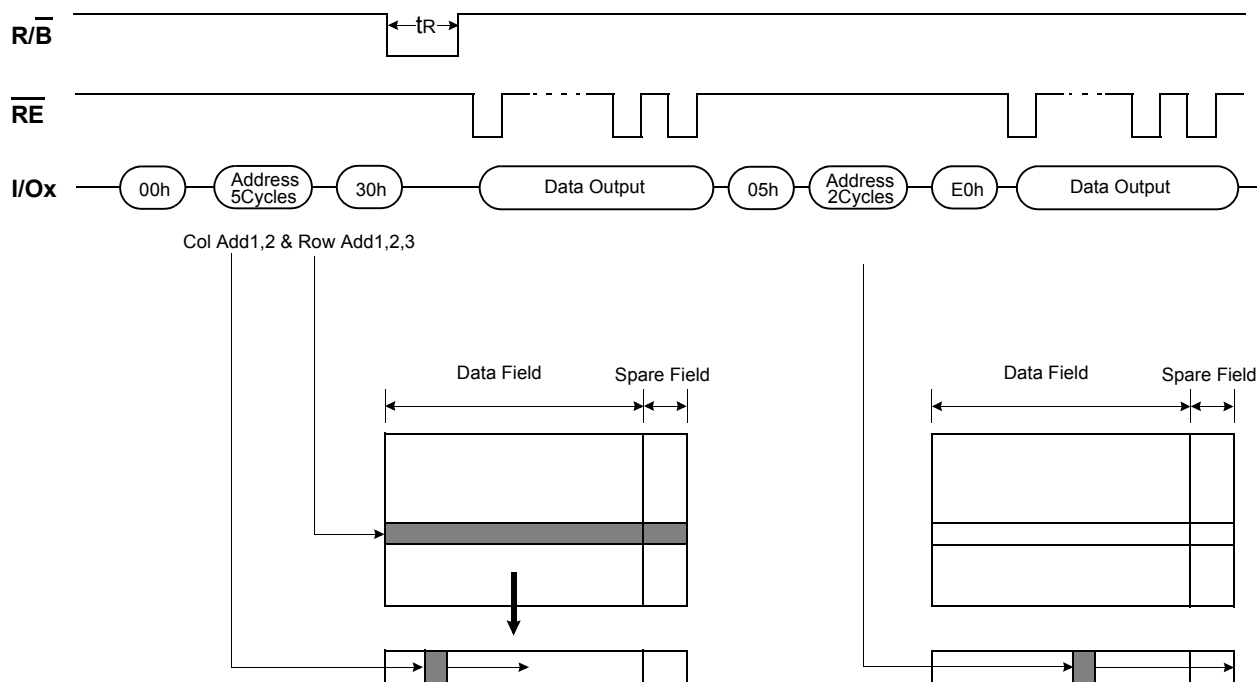 R/B
tR
RE
I/Ox
00h
Address
5Cycles
30h
Data Output
05h
Address
2Cycles
E0h
Data Output
Col Add1,2 & Row Add1,2,3
Data Field
Spare Field
Data Field
Spare Field